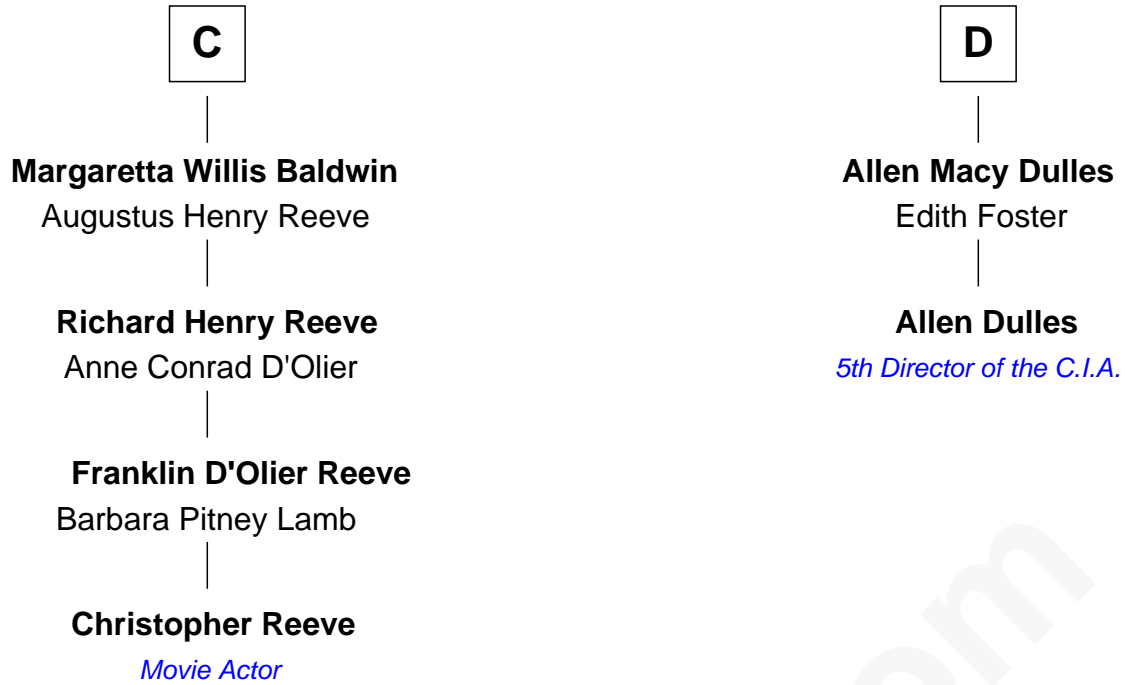 C
Margaretta Willis Baldwin
Augustus Henry Reeve
Richard Henry Reeve
Anne Conrad D'Olier
Franklin D'Olier Reeve
Barbara Pitney Lamb
Christopher Reeve
Movie Actor
D
Allen Macy Dulles
Edith Foster
Allen Dulles
5th Director of the C.I.A.
om